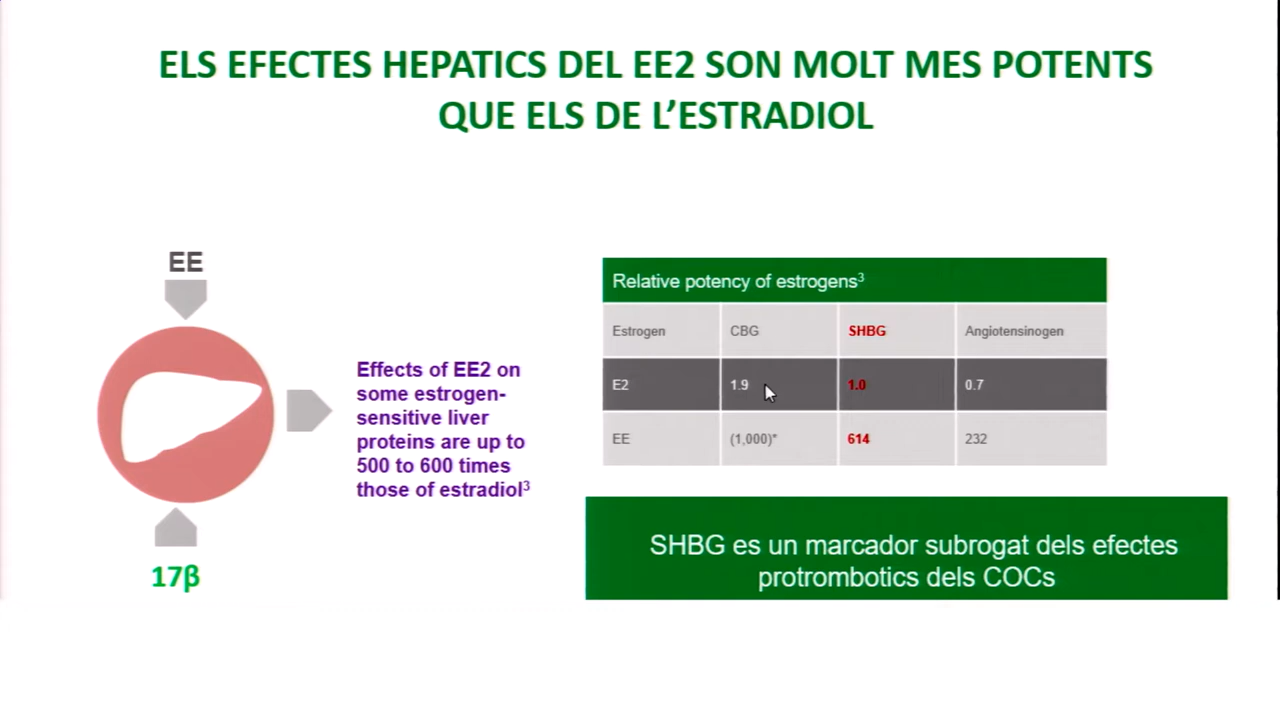 ELS EFECTES HEPATICS DEL EE2 SON MOLT MES POTENTS
QUE ELS DE L’ESTRADIOL
EE
Effects of EE2 on
some estrogen-
sensitive liver
proteins are up to
500 to 600 times
those of estradiol³
17β
Relative potency of estrogens³
Estrogen CBG SHBG Angiotensinogen
E2 1.9 1.0 0.7
EE (1,000)* 614 232
SHBG es un marcador subrogat dels efectes
protrombotics dels COCs